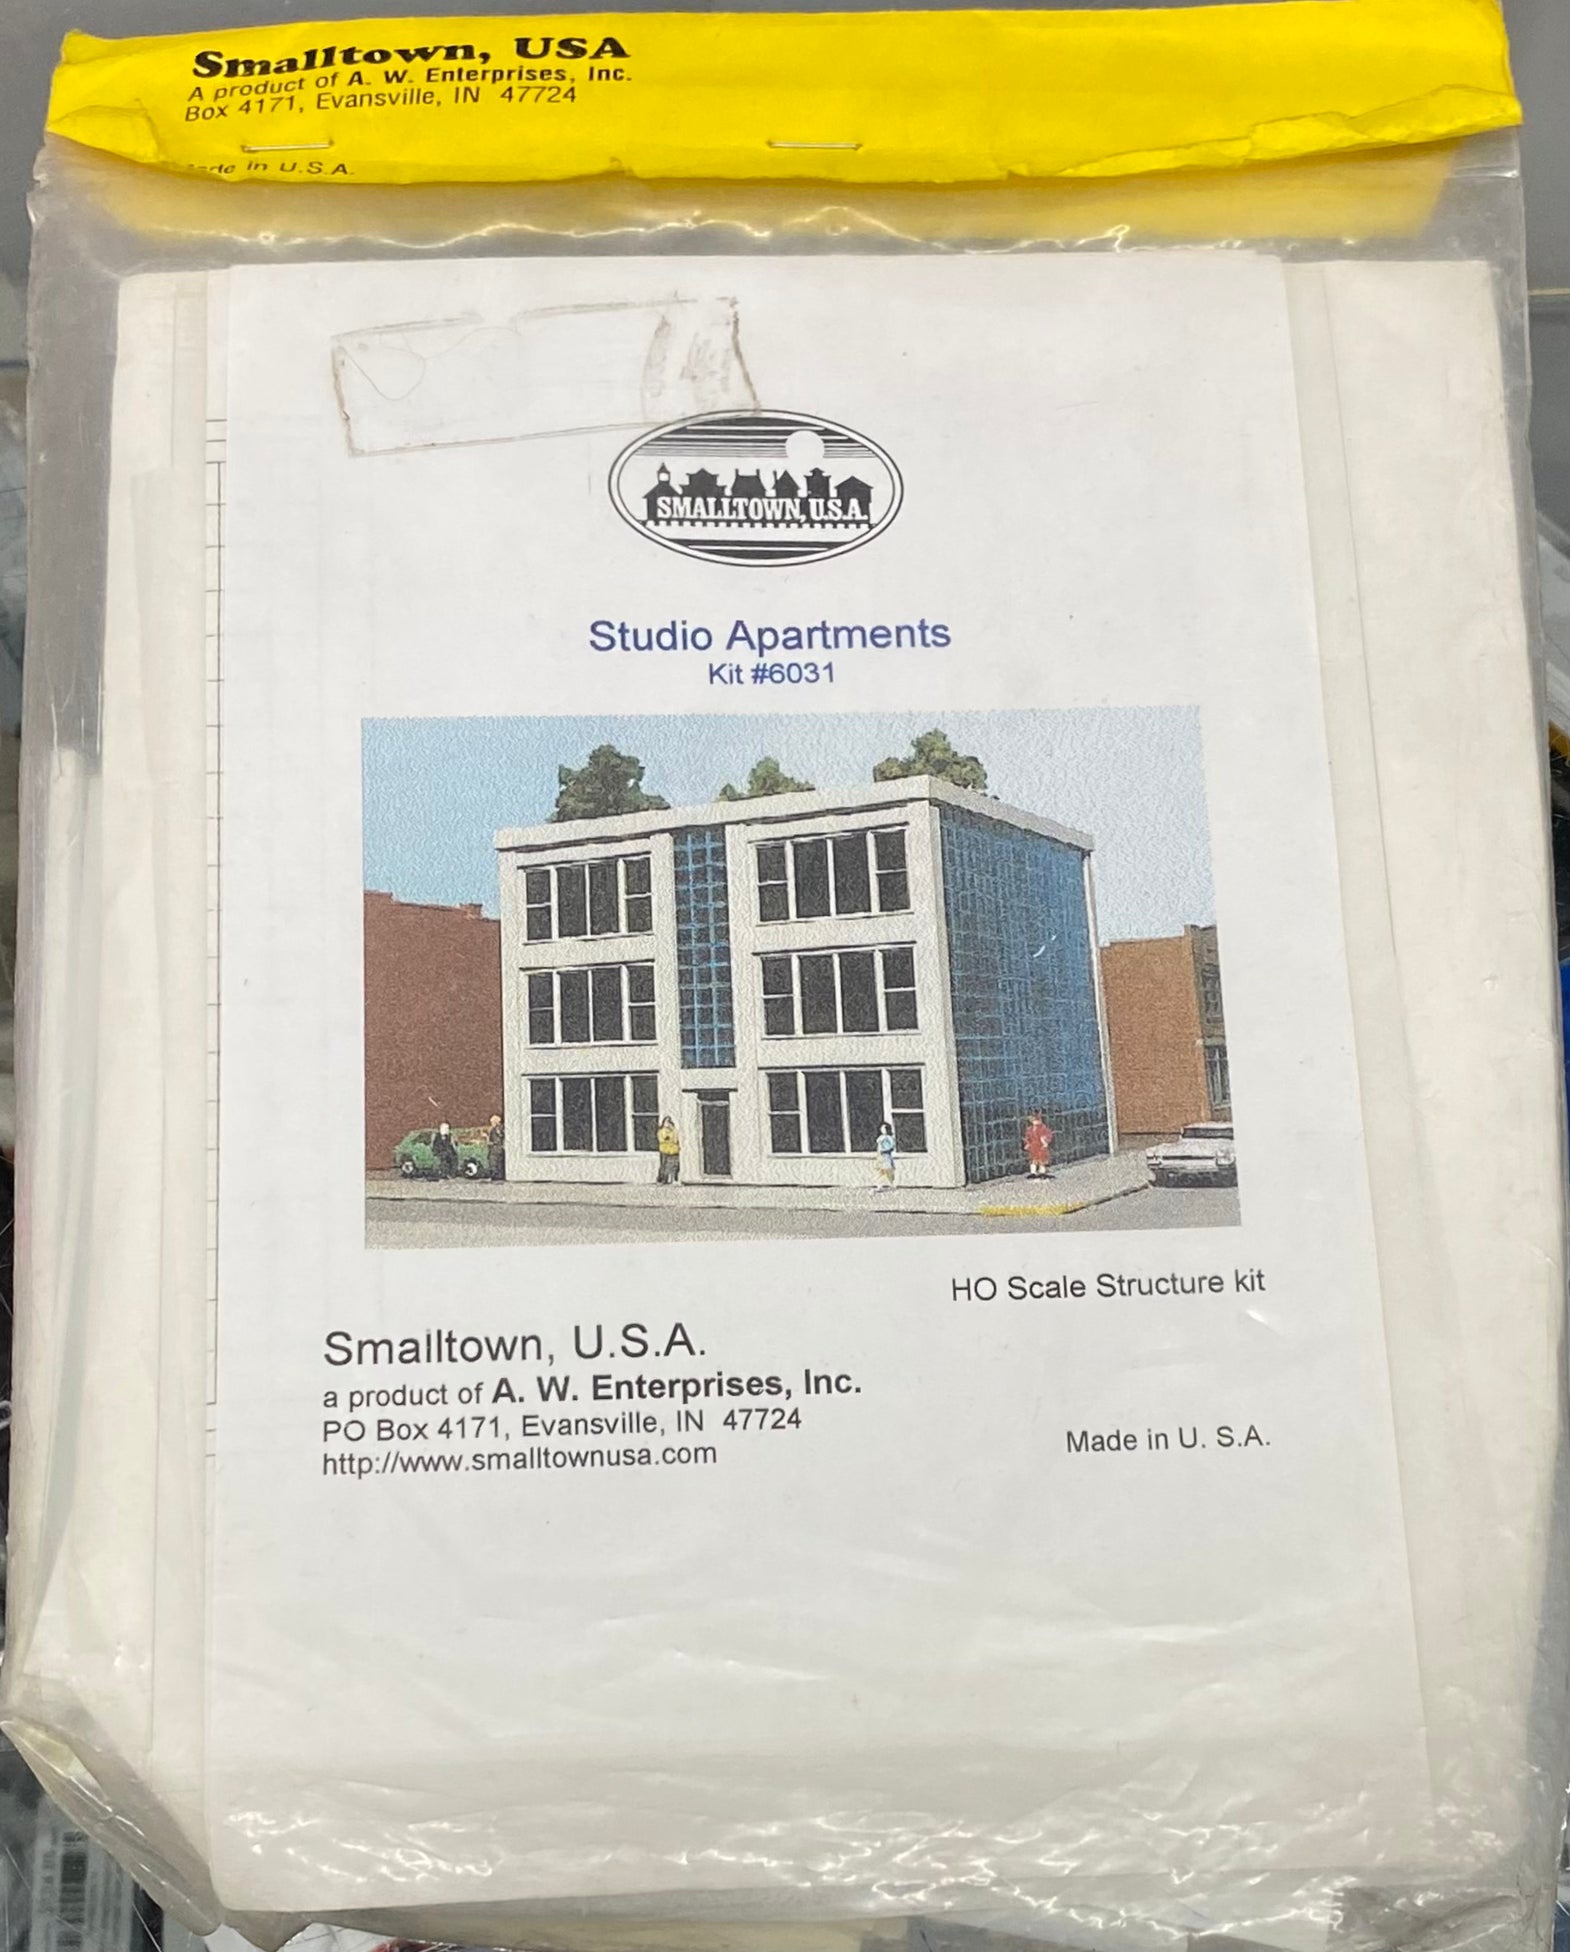 Smalltown, USA
A product of A. W. Enterprises, Inc.
Box 4171, Evansville, IN 47724
in U.S.A.
SMALLTOWN, U.S.A.
Studio Apartments
Kit #6031
HO Scale Structure kit
Smalltown, U.S.A.
a product of A. W. Enterprises, Inc.
PO Box 4171, Evansville, IN 47724
http://www.smalltownusa.com
Made in U. S.A.